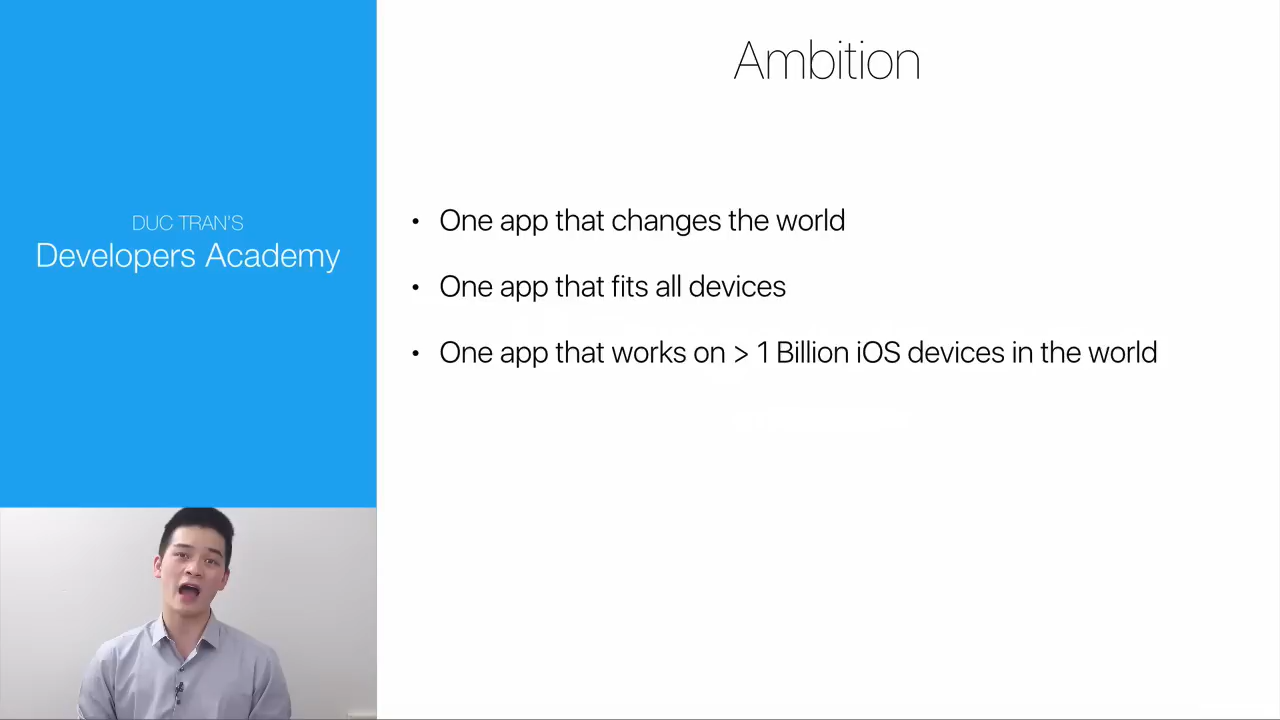 Ambition
DUC TRAN'S
Developers Academy
• One app that changes the world
• One app that fits all devices
• One app that works on > 1 Billion iOS devices in the world